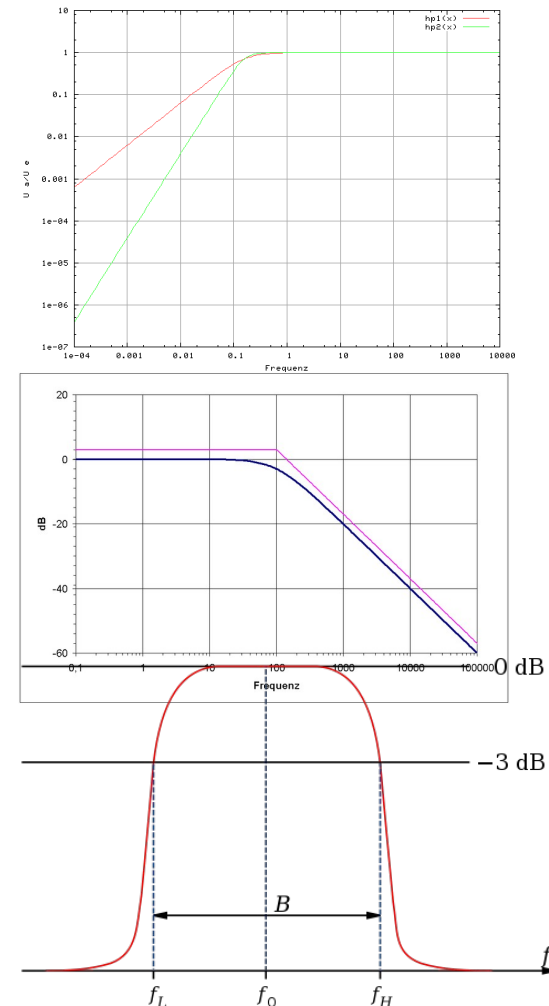 hp1(x)
hp2(x)
10
1
0.1
0.01
0.001
1e-04
1e-05
1e-06
1e-07
U a/U e
1e-04 0.001 0.01 0.1 1 10 100 1000 10000
Frequenz
20
0
-20
-40
-60
dB
0,1 1 10 100 1000 10000 100000
Frequenz
0 dB
−3 dB
B
f
f_L f_0 f_H